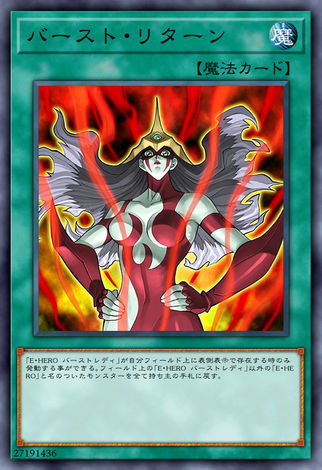 バースト・リターン
魔
【魔法カード】
「E・HERO バーストレディ」が自分フィールド上に表側表示で存在する時のみ
発動する事ができる。フィールド上の「E・HERO バーストレディ」以外の「E・HE
RO」と名のついたモンスターを全て持ち主の手札に戻す。
27191436